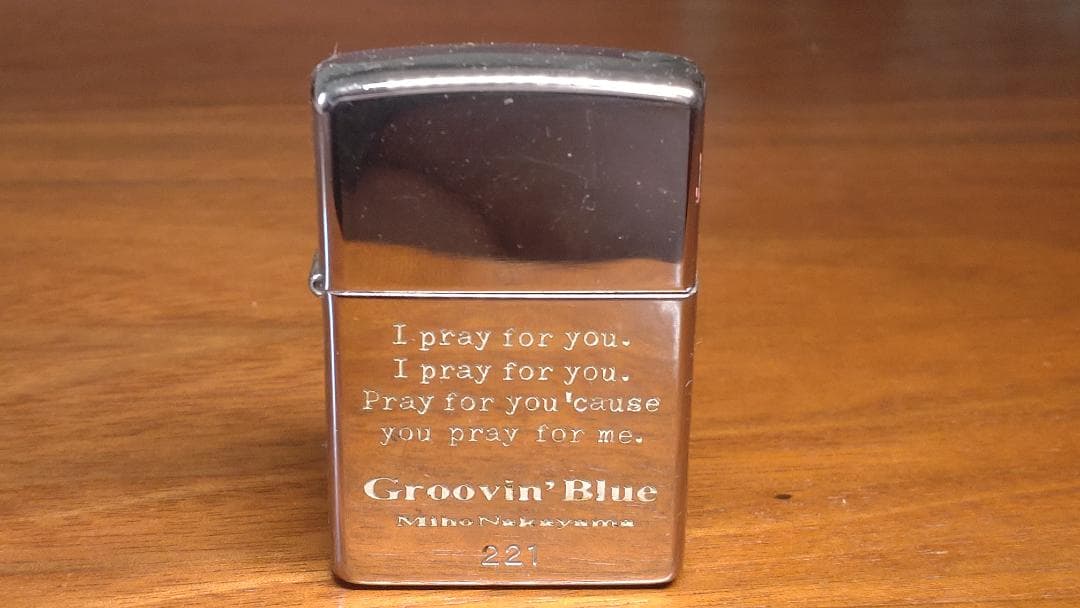 I pray for you.
I pray for you.
Pray for you 'cause
you pray for me.
Groovin' Blue
Miho Nakayama
221